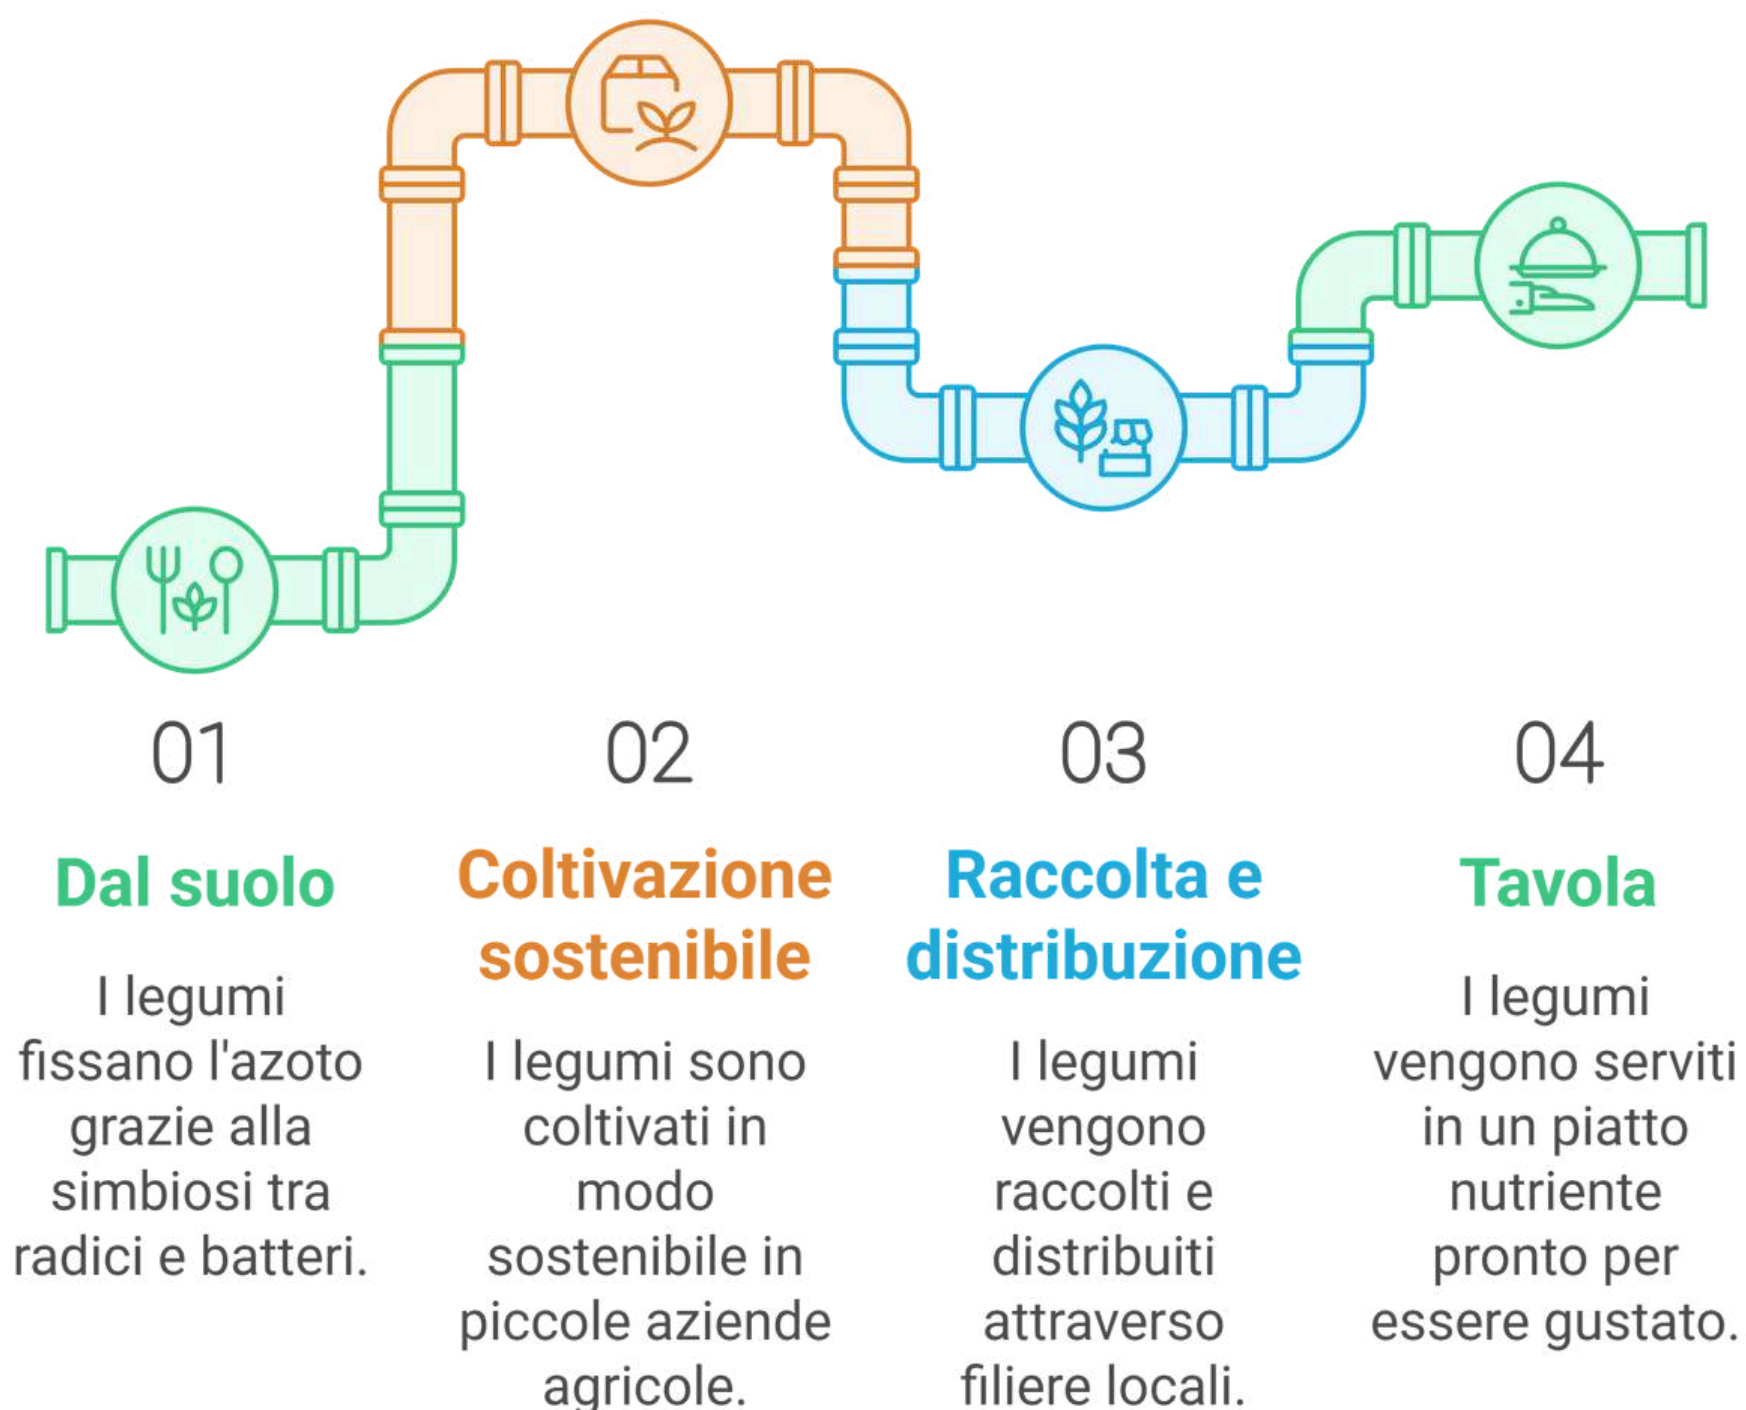 01
Dal suolo
I legumi
fissano l'azoto
grazie alla
simbiosi tra
radici e batteri.
02
Coltivazione
sostenibile
I legumi sono
coltivati in
modo
sostenibile in
piccole aziende
agricole.
03
Raccolta e
distribuzione
I legumi
vengono
raccolti e
distribuiti
attraverso
filiere locali.
04
Tavola
I legumi
vengono serviti
in un piatto
nutriente
pronto per
essere gustato.